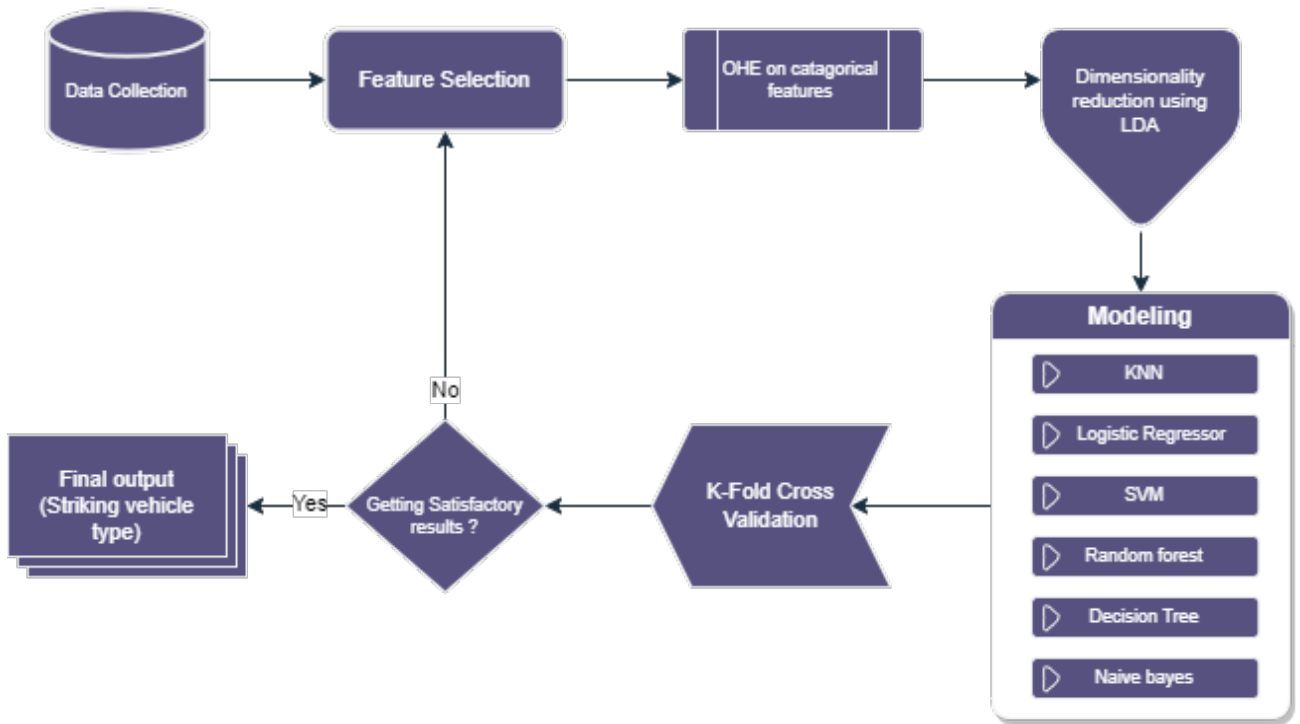 Data Collection
Feature Selection
OHE on catagorical
features
Dimensionality
reduction using
LDA
Modeling
KNN
Logistic Regressor
SVM
Random forest
Decision Tree
Naive bayes
K-Fold Cross
Validation
Getting Satisfactory
results ?
No
Yes
Final output
(Striking vehicle
type)